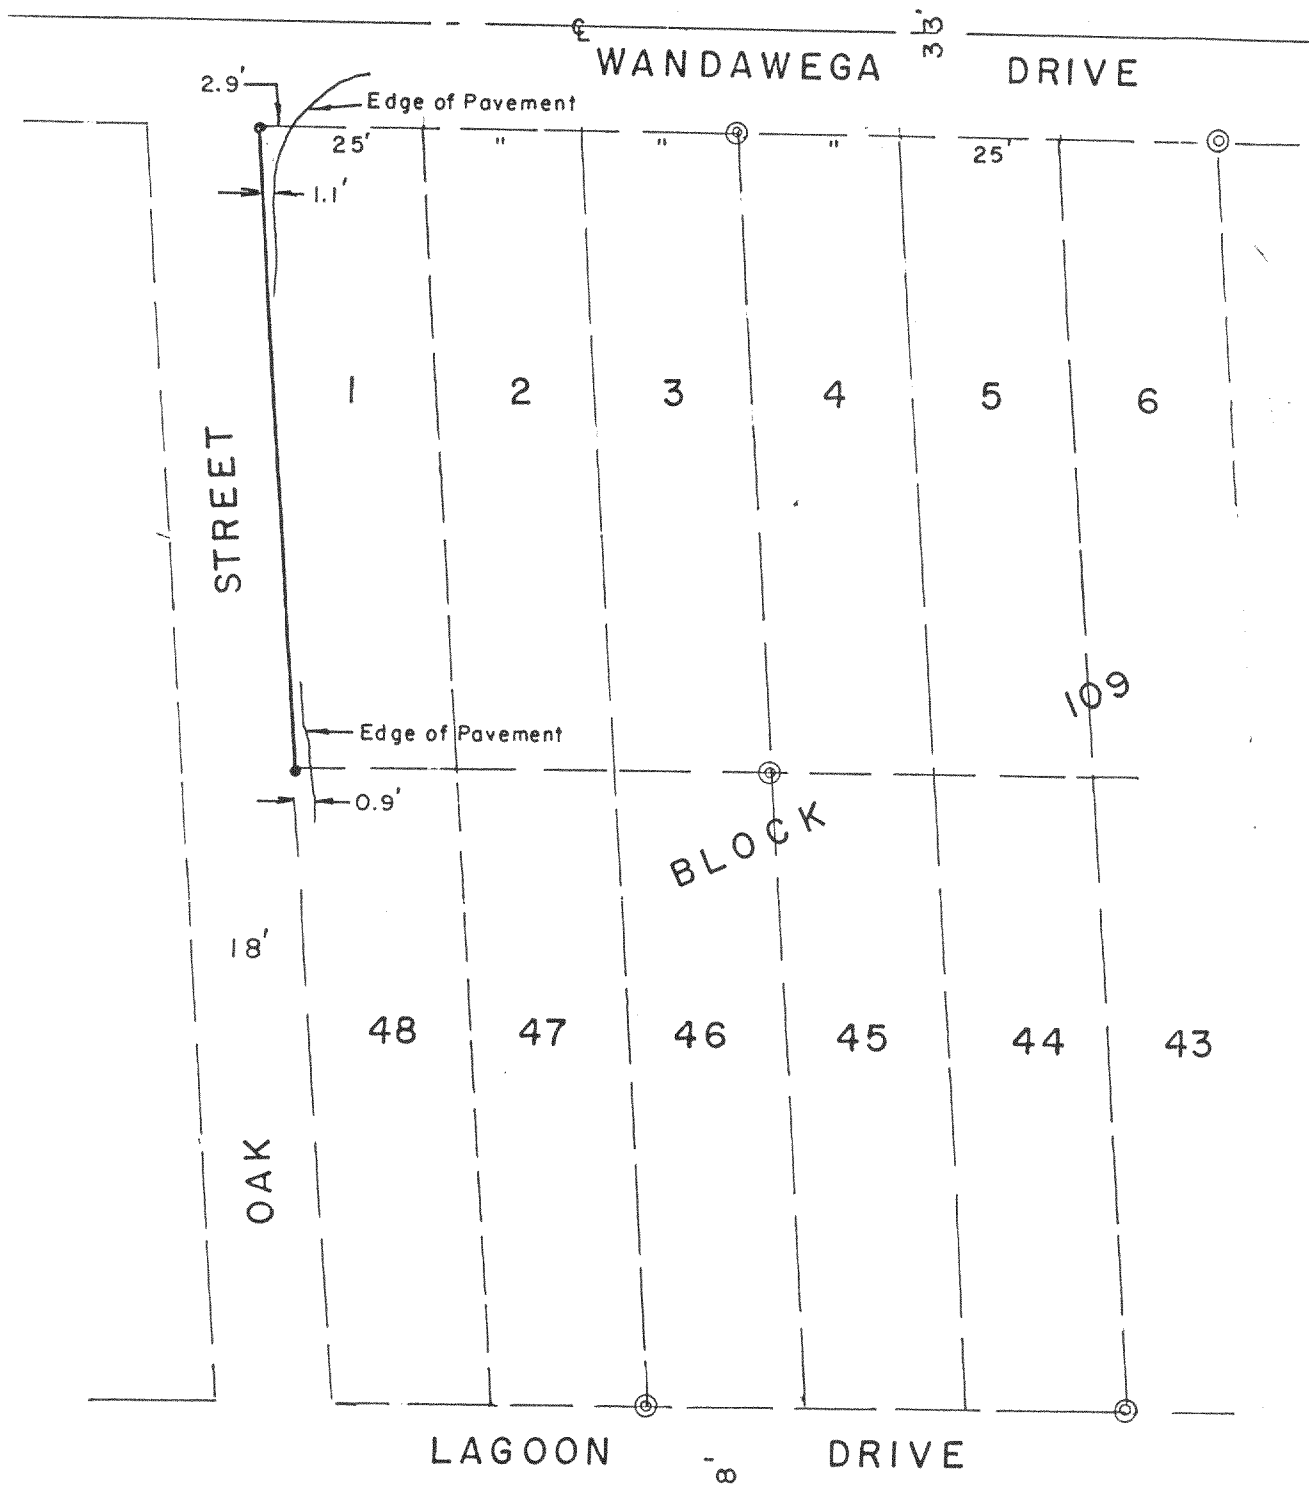 ℄
33'
WANDAWEGA DRIVE
2.9'
Edge of Pavement
25' " " " 25'
1.1'
1 2 3 4 5 6
STREET
109
Edge of Pavement
0.9'
BLOCK
18'
48 47 46 45 44 43
OAK
LAGOON DRIVE